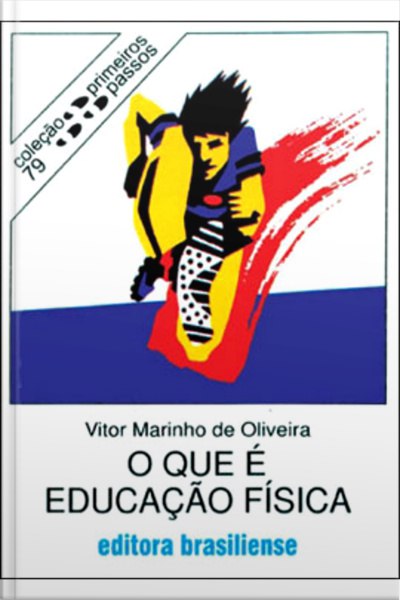 coleção
primeiros
passos
79
Vitor Marinho de Oliveira
O QUE É
EDUCAÇÃO FÍSICA
editora brasiliense